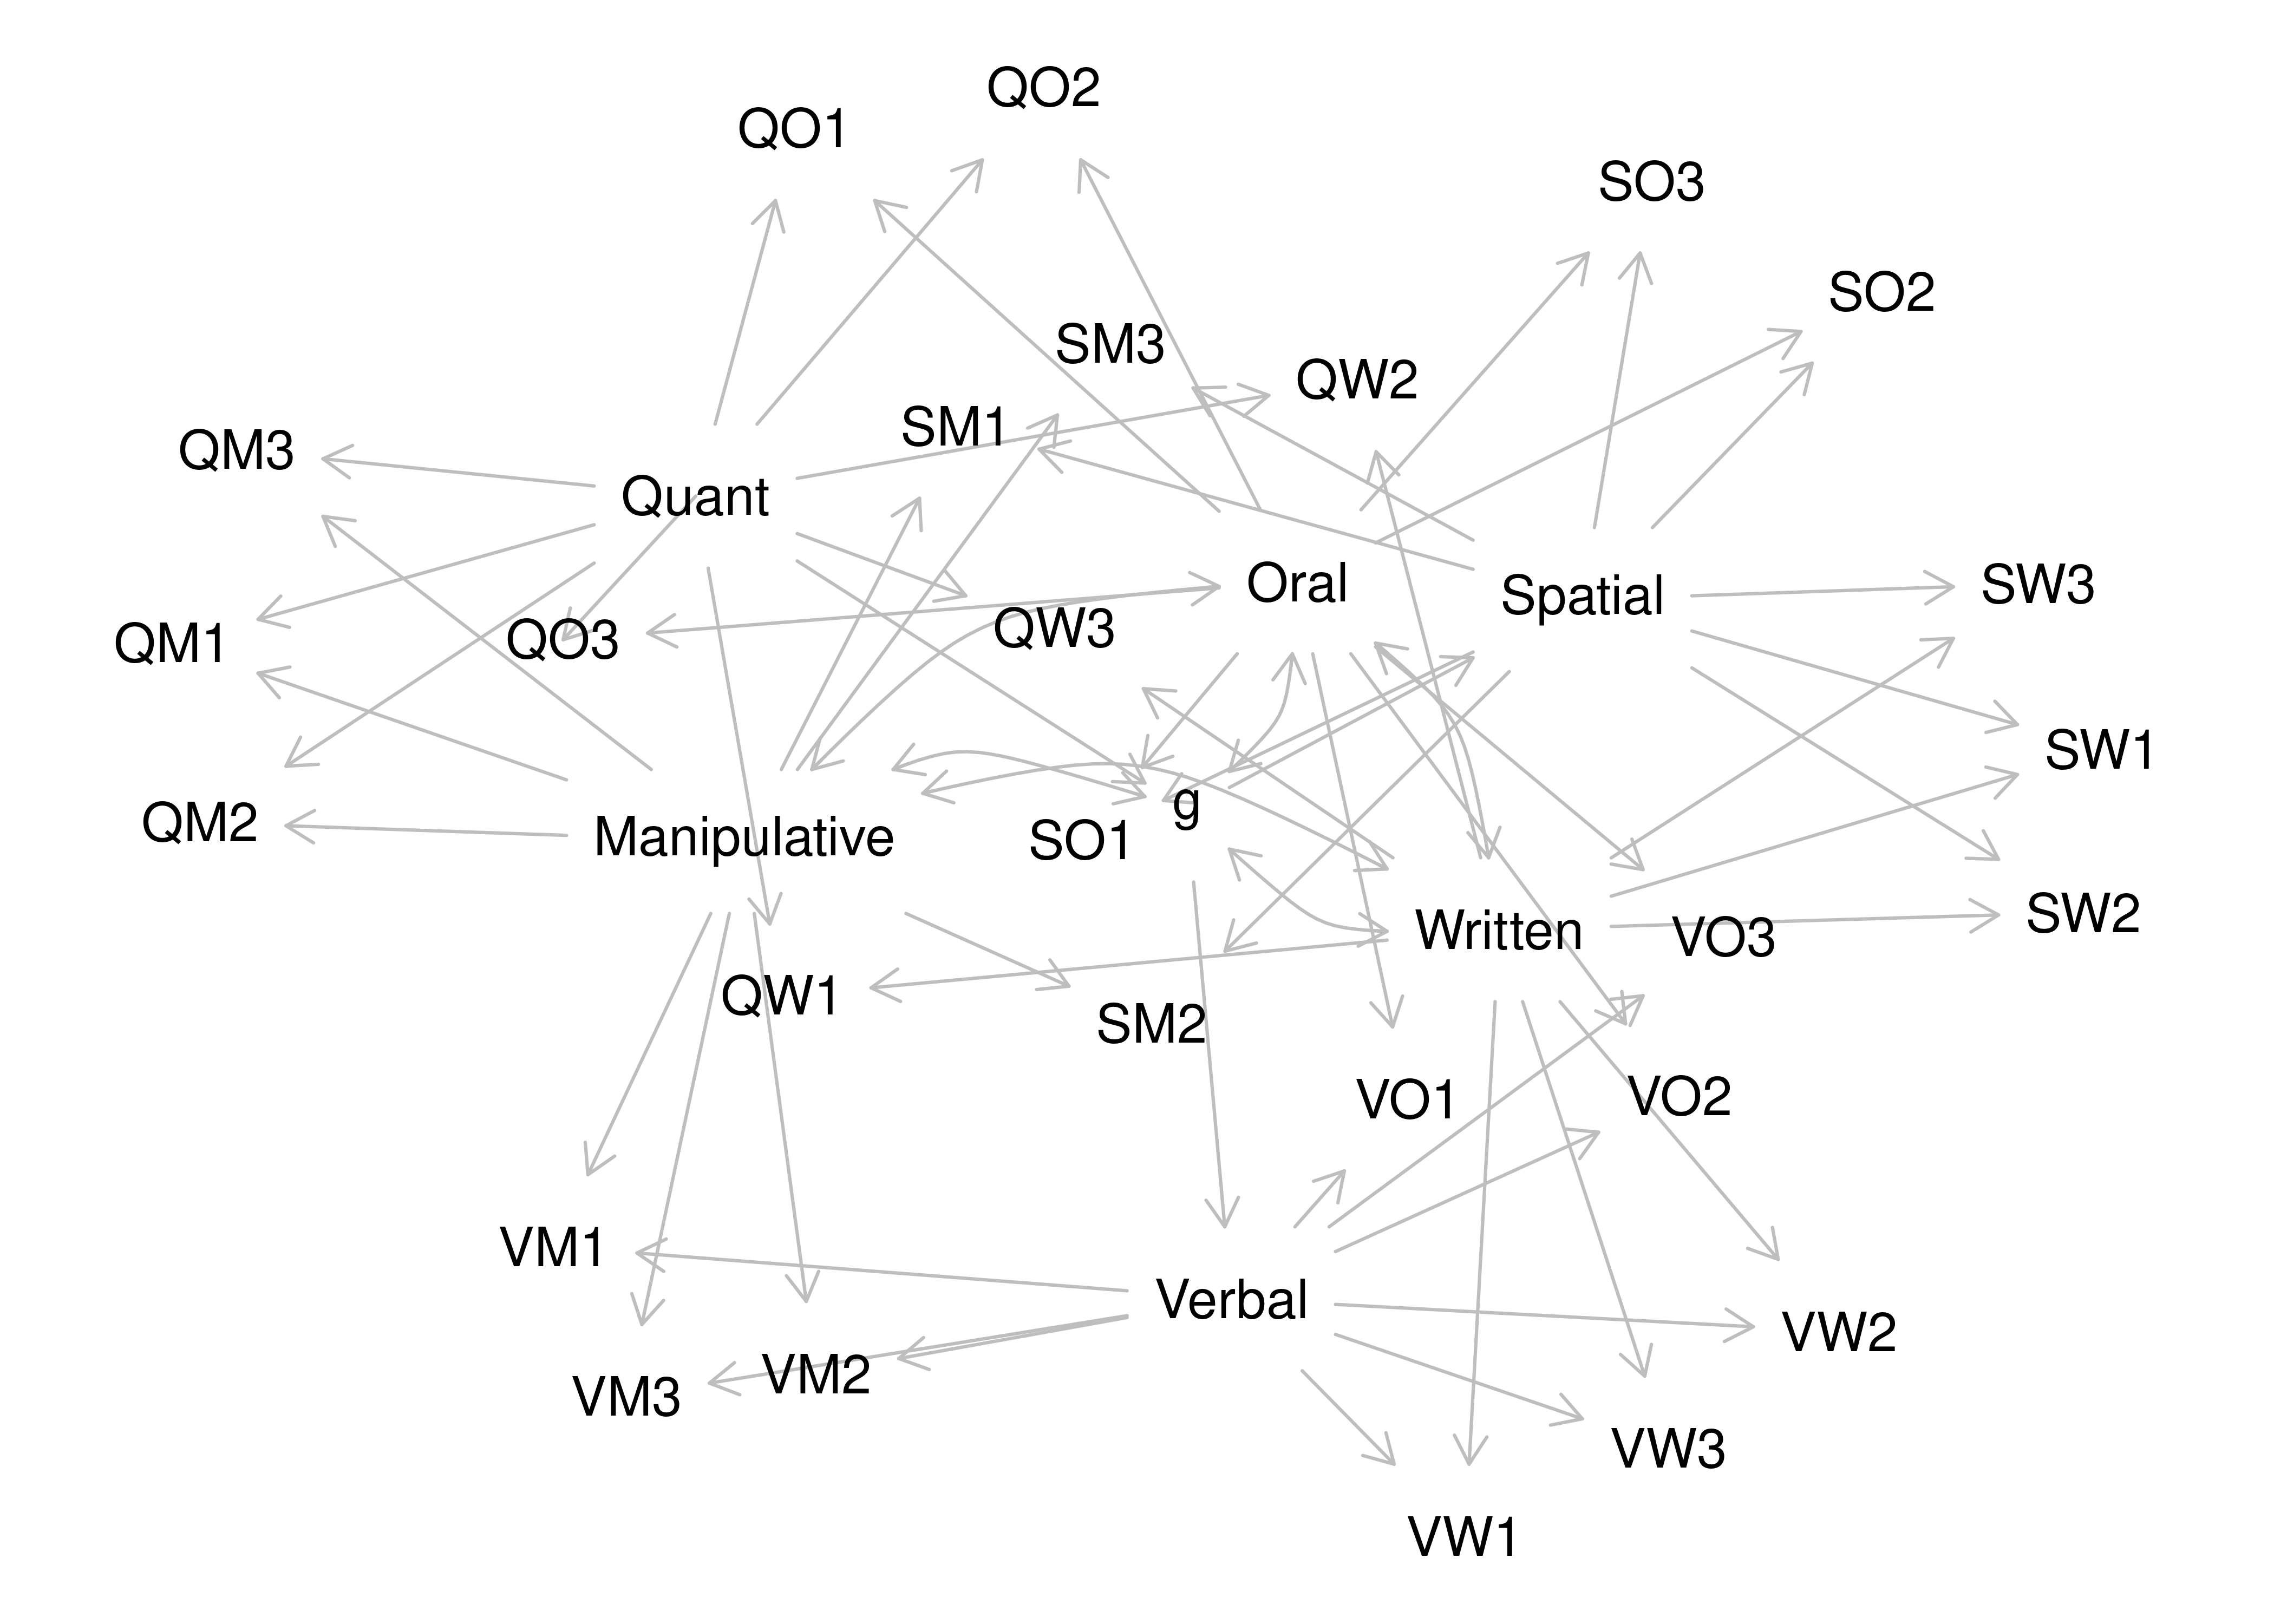 QO2
QO1
SO3
SO2
SM3
QW2
SM1
QM3
Quant
Oral
SW3
Spatial
QW3
QO3
QM1
SW1
g
QM2
Manipulative
SO1
SW2
Written
VO3
QW1
SM2
VO2
VO1
VM1
Verbal
VW2
VM2
VM3
VW3
VW1